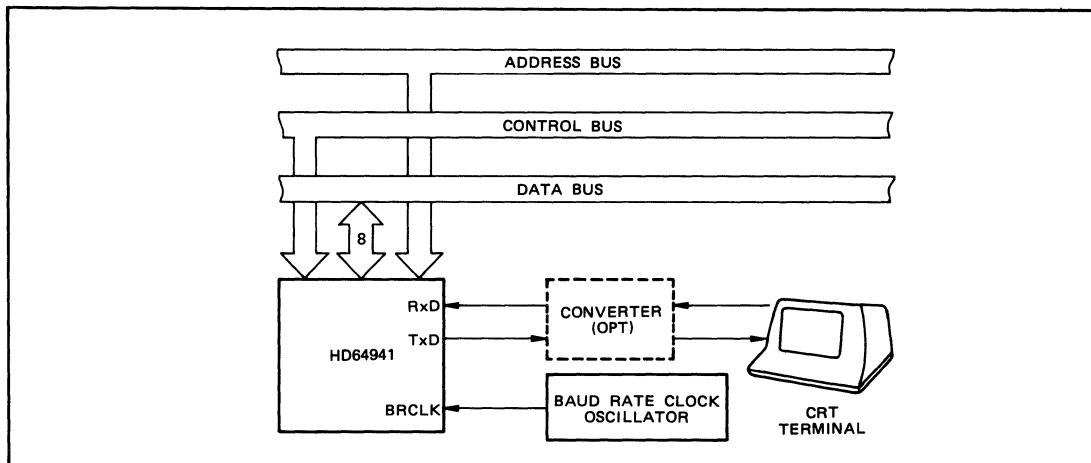 ADDRESS BUS
CONTROL BUS
DATA BUS
8
RxD
TxD
HD64941
BRCLK
CONVERTER
(OPT)
BAUD RATE CLOCK
OSCILLATOR
CRT
TERMINAL